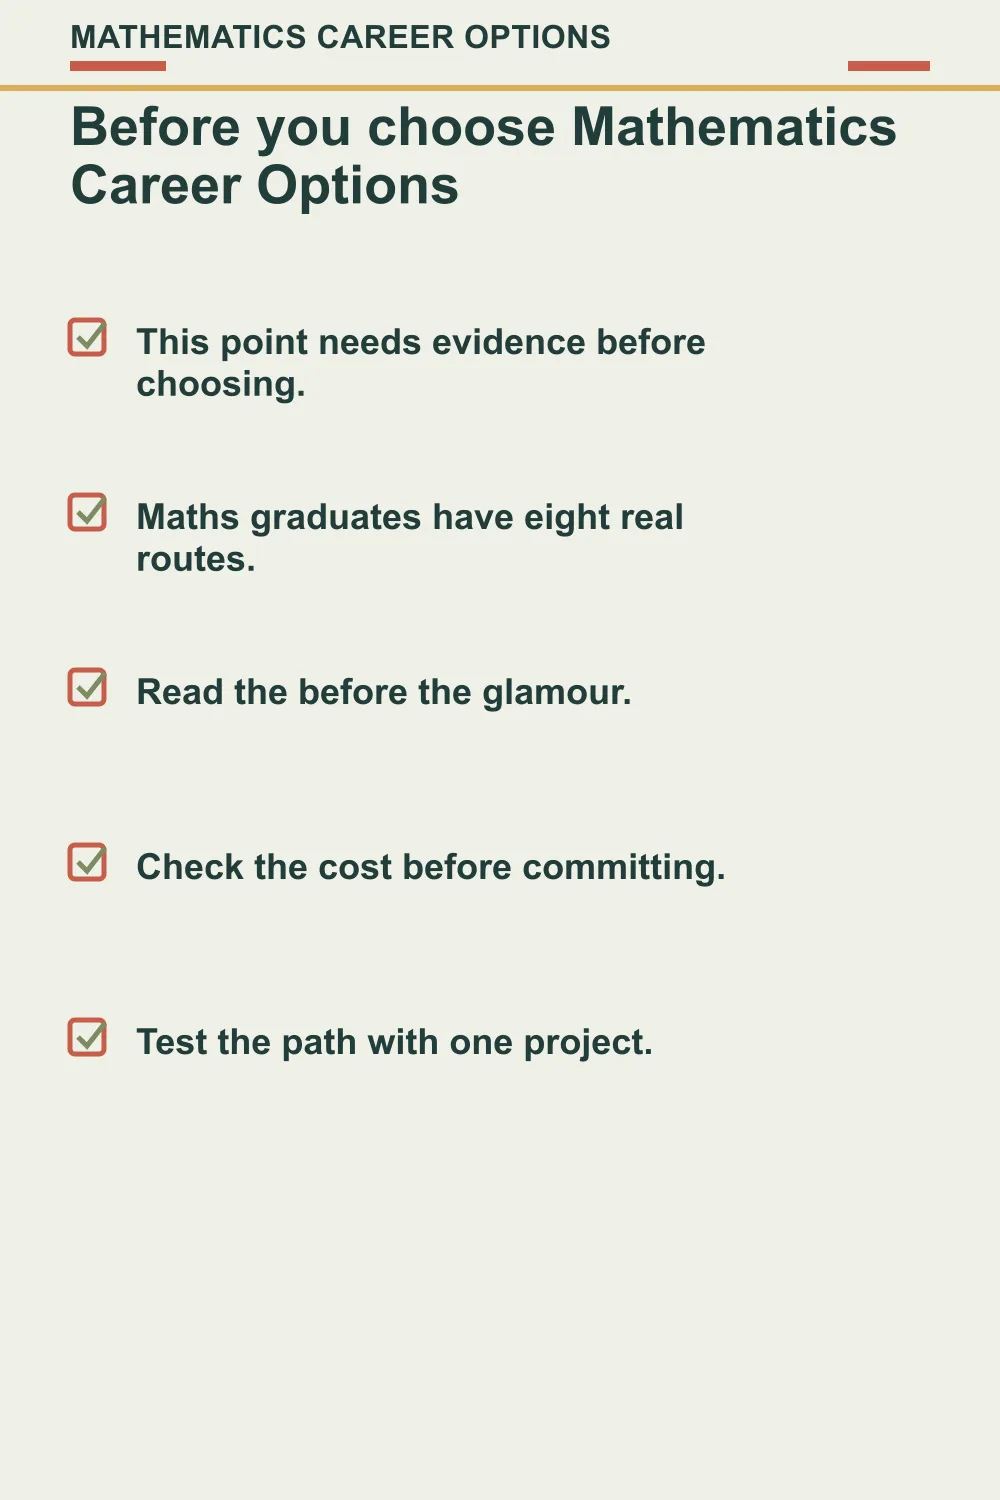 MATHEMATICS CAREER OPTIONS
Before you choose Mathematics
Career Options
This point needs evidence before
choosing.
Maths graduates have eight real
routes.
Read the before the glamour.
Check the cost before committing.
Test the path with one project.